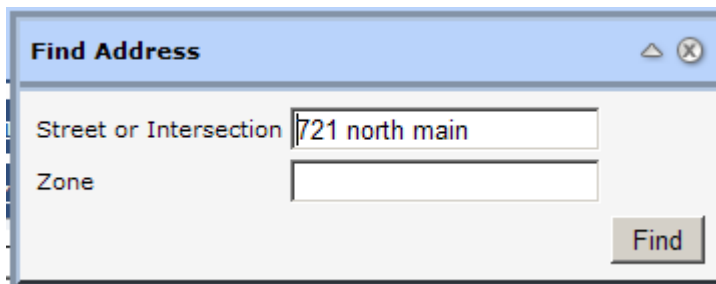 Find Address
Street or Intersection 721 north main
Zone
Find